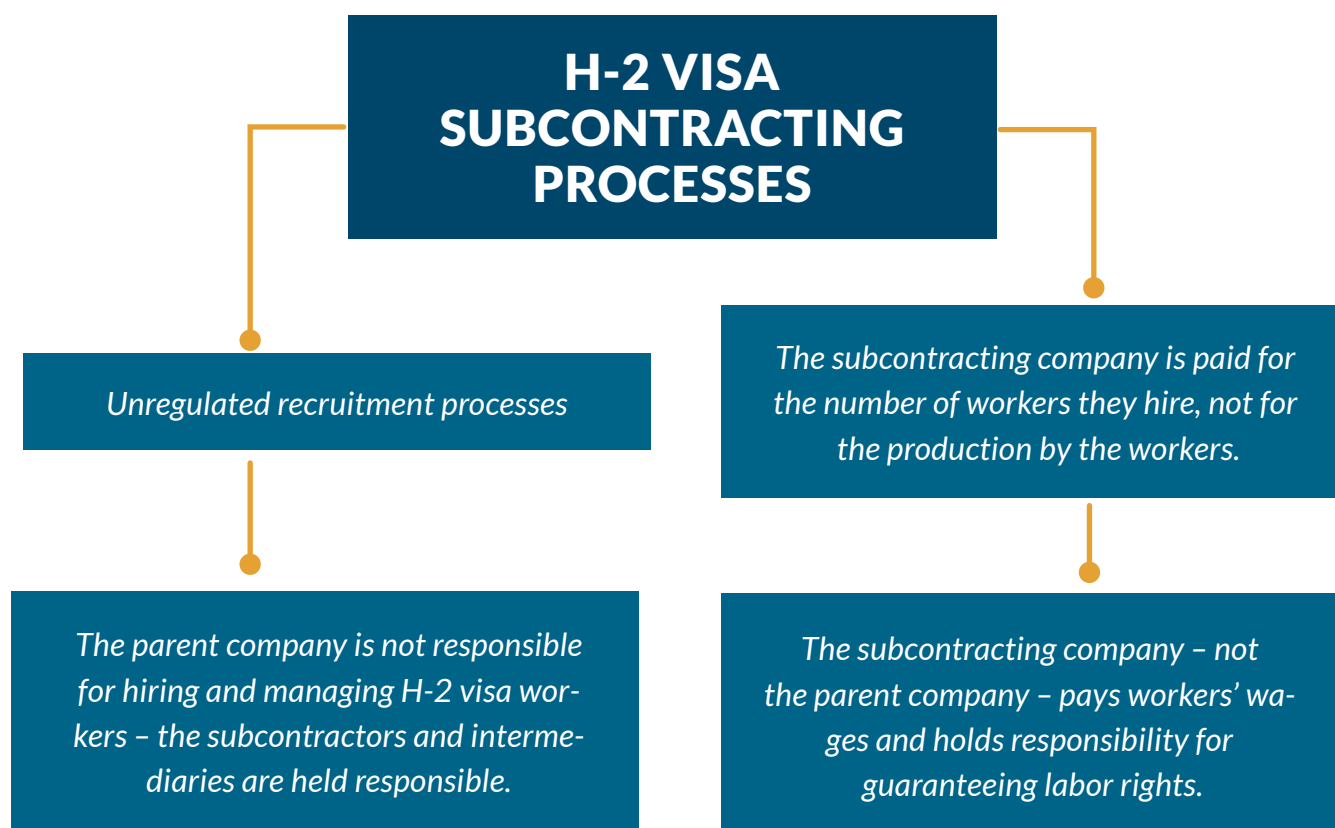 H-2 VISA
SUBCONTRACTING
PROCESSES
Unregulated recruitment processes
The parent company is not responsible
for hiring and managing H-2 visa wor-
kers – the subcontractors and interme-
diaries are held responsible.
The subcontracting company is paid for
the number of workers they hire, not for
the production by the workers.
The subcontracting company – not
the parent company – pays workers’ wa-
ges and holds responsibility for
guaranteeing labor rights.